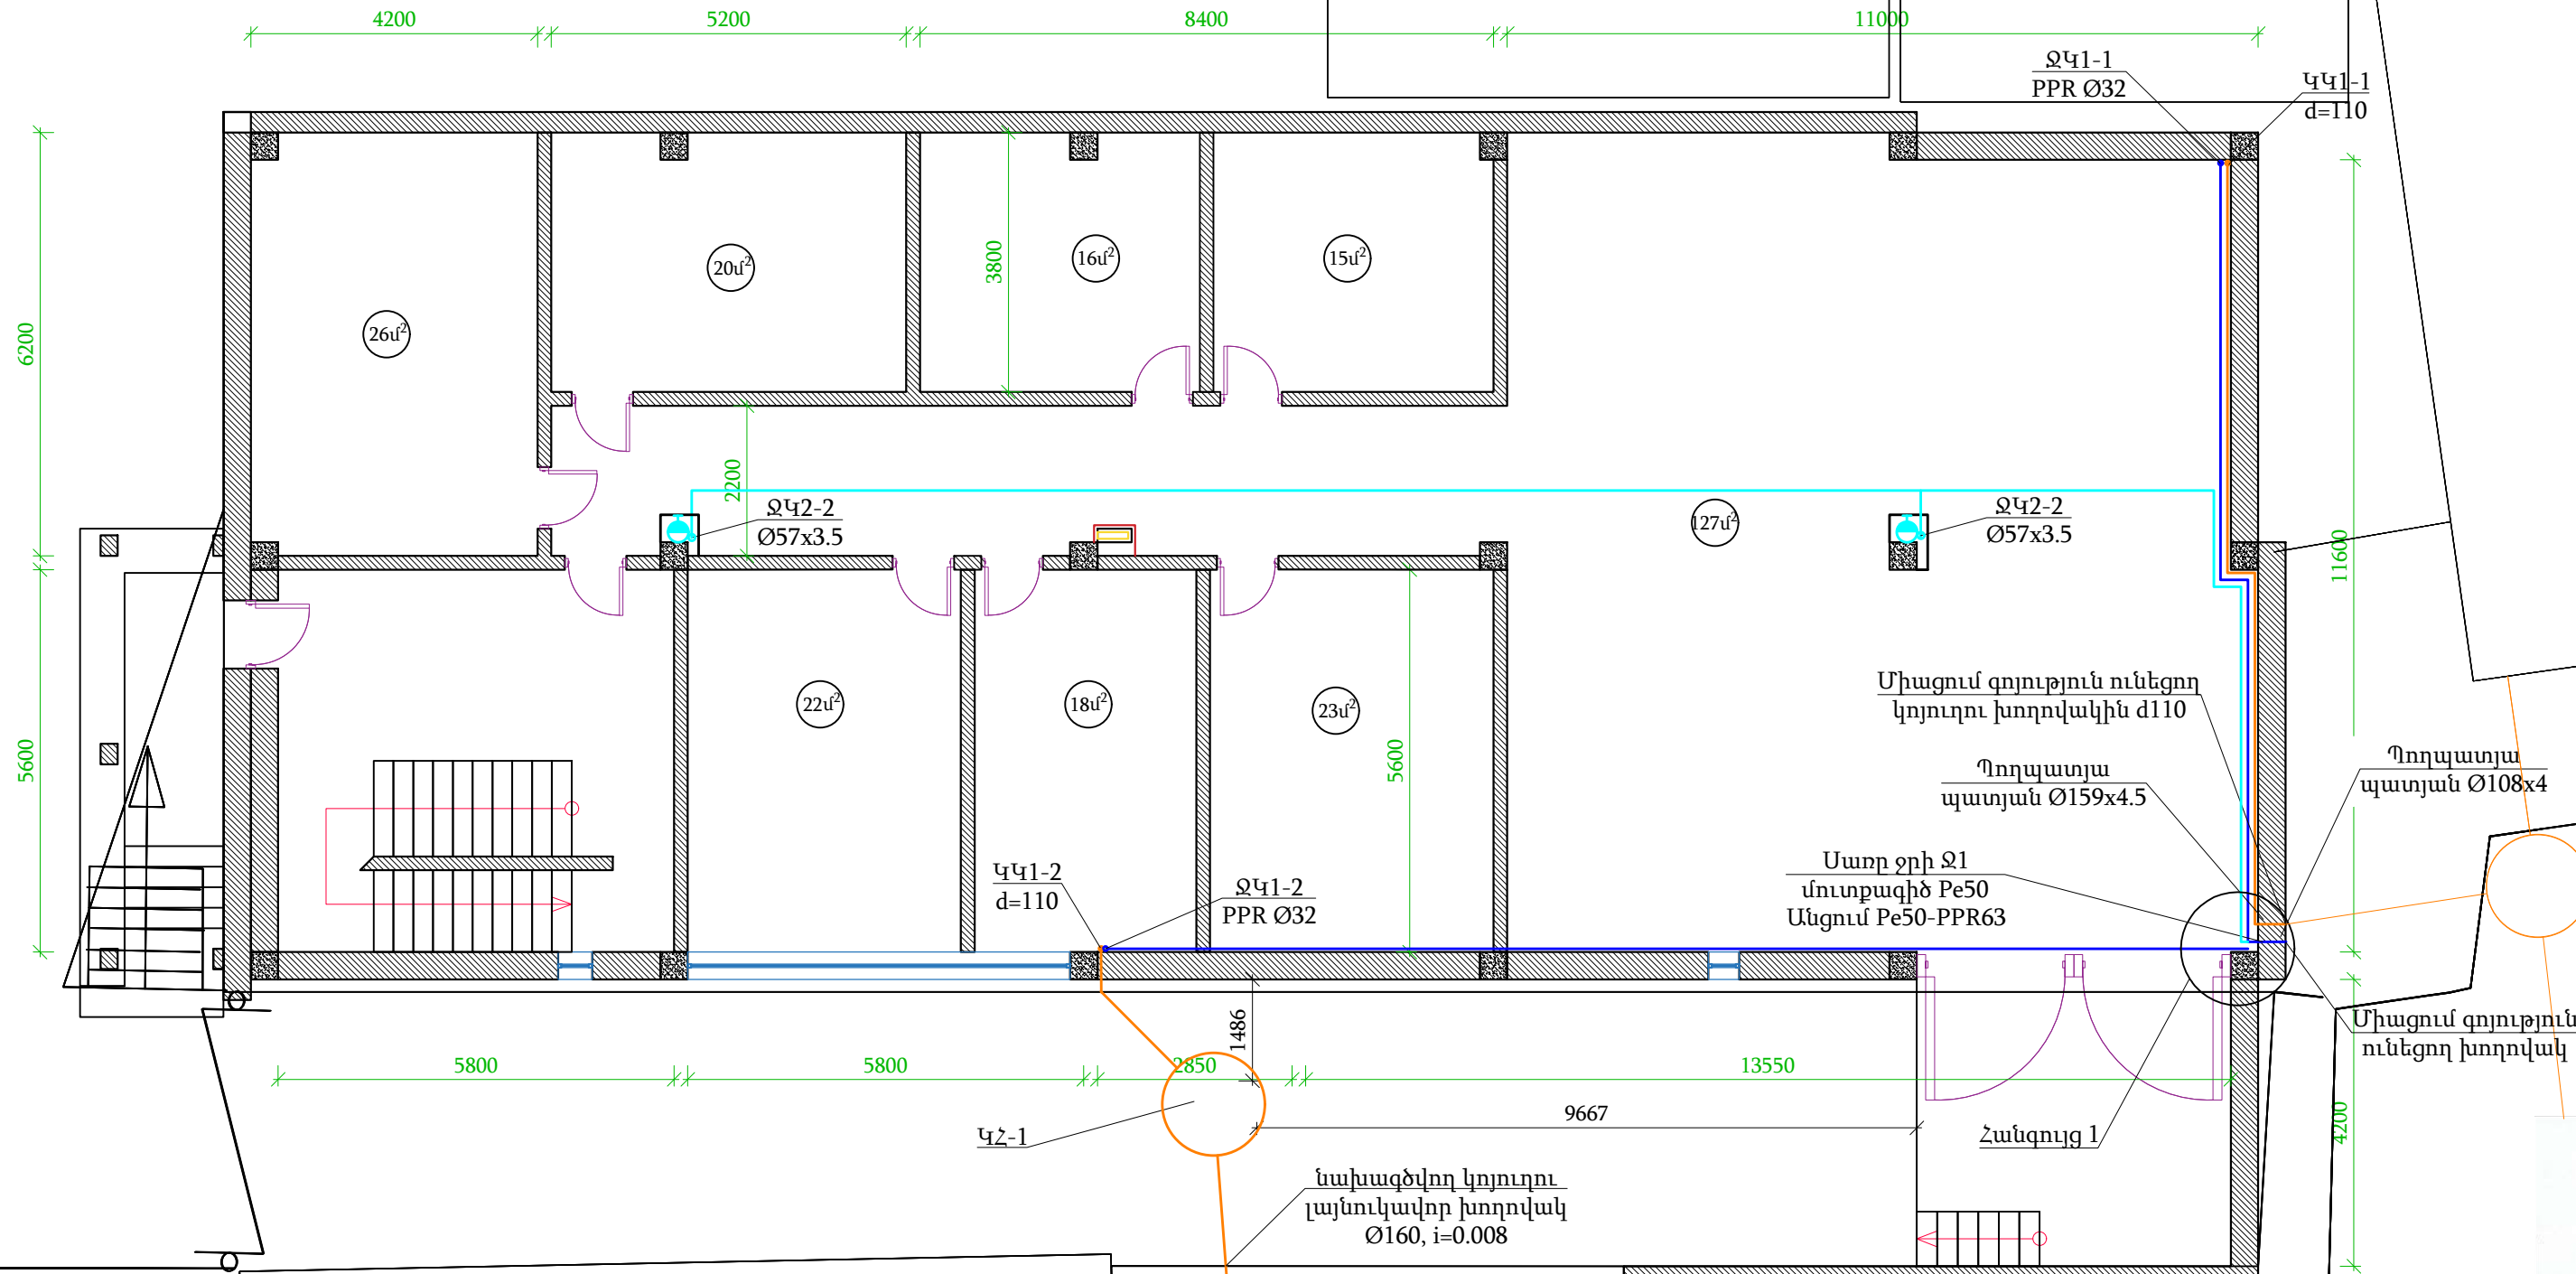 4200
5200
8400
11000
ՋԿ1-1
PPR Ø32
ԿԿ1-1
d=110
6200
3800
20մ²
16մ²
15մ²
26մ²
2200
ՋԿ2-2
Ø57x3.5
127մ²
ՋԿ2-2
Ø57x3.5
11600
5600
22մ²
18մ²
23մ²
5600
Միացում գոյություն ունեցող
կոյուղու խողովակին d110
Պողպատյա
պատյան Ø159x4.5
Պողպատյա
պատյան Ø108x4
Սառը ջրի Ջ1
մուտքագիծ Pe50
Անցում Pe50-PPR63
ԿԿ1-2
d=110
ՋԿ1-2
PPR Ø32
Միացում գոյություն
ունեցող խողովակ
1486
5800
5800
2850
13550
9667
4200
ԿՀ-1
Հանգույց 1
նախագծվող կոյուղու
լայնուկավոր խողովակ
Ø160, i=0.008